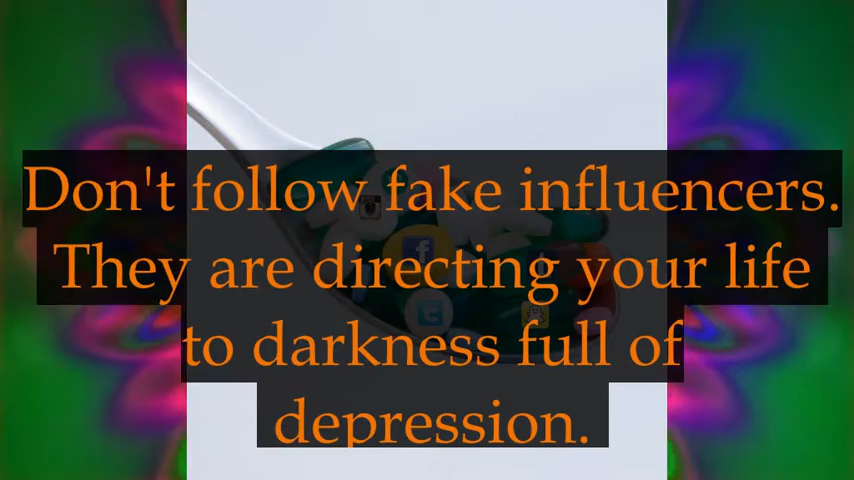 Don't follow fake influencers.
They are directing your life
to darkness full of
depression.